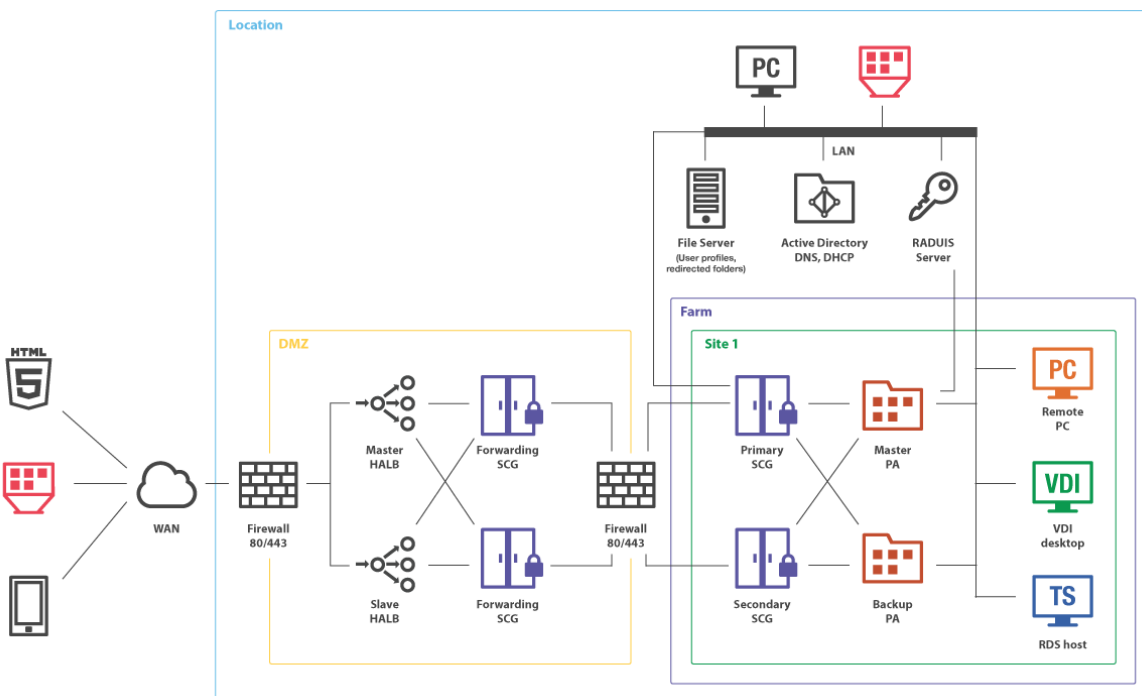 Location
PC
LAN
File Server
(User profiles,
redirected folders)
Active Directory
DNS, DHCP
RADUIS
Server
Farm
DMZ
Site 1
HTML
5
PC
Remote
PC
Master
HALB
Forwarding
SCG
Primary
SCG
Master
PA
WAN
Firewall
80/443
Firewall
80/443
VDI
VDI
desktop
Slave
HALB
Forwarding
SCG
Secondary
SCG
Backup
PA
TS
RDS host